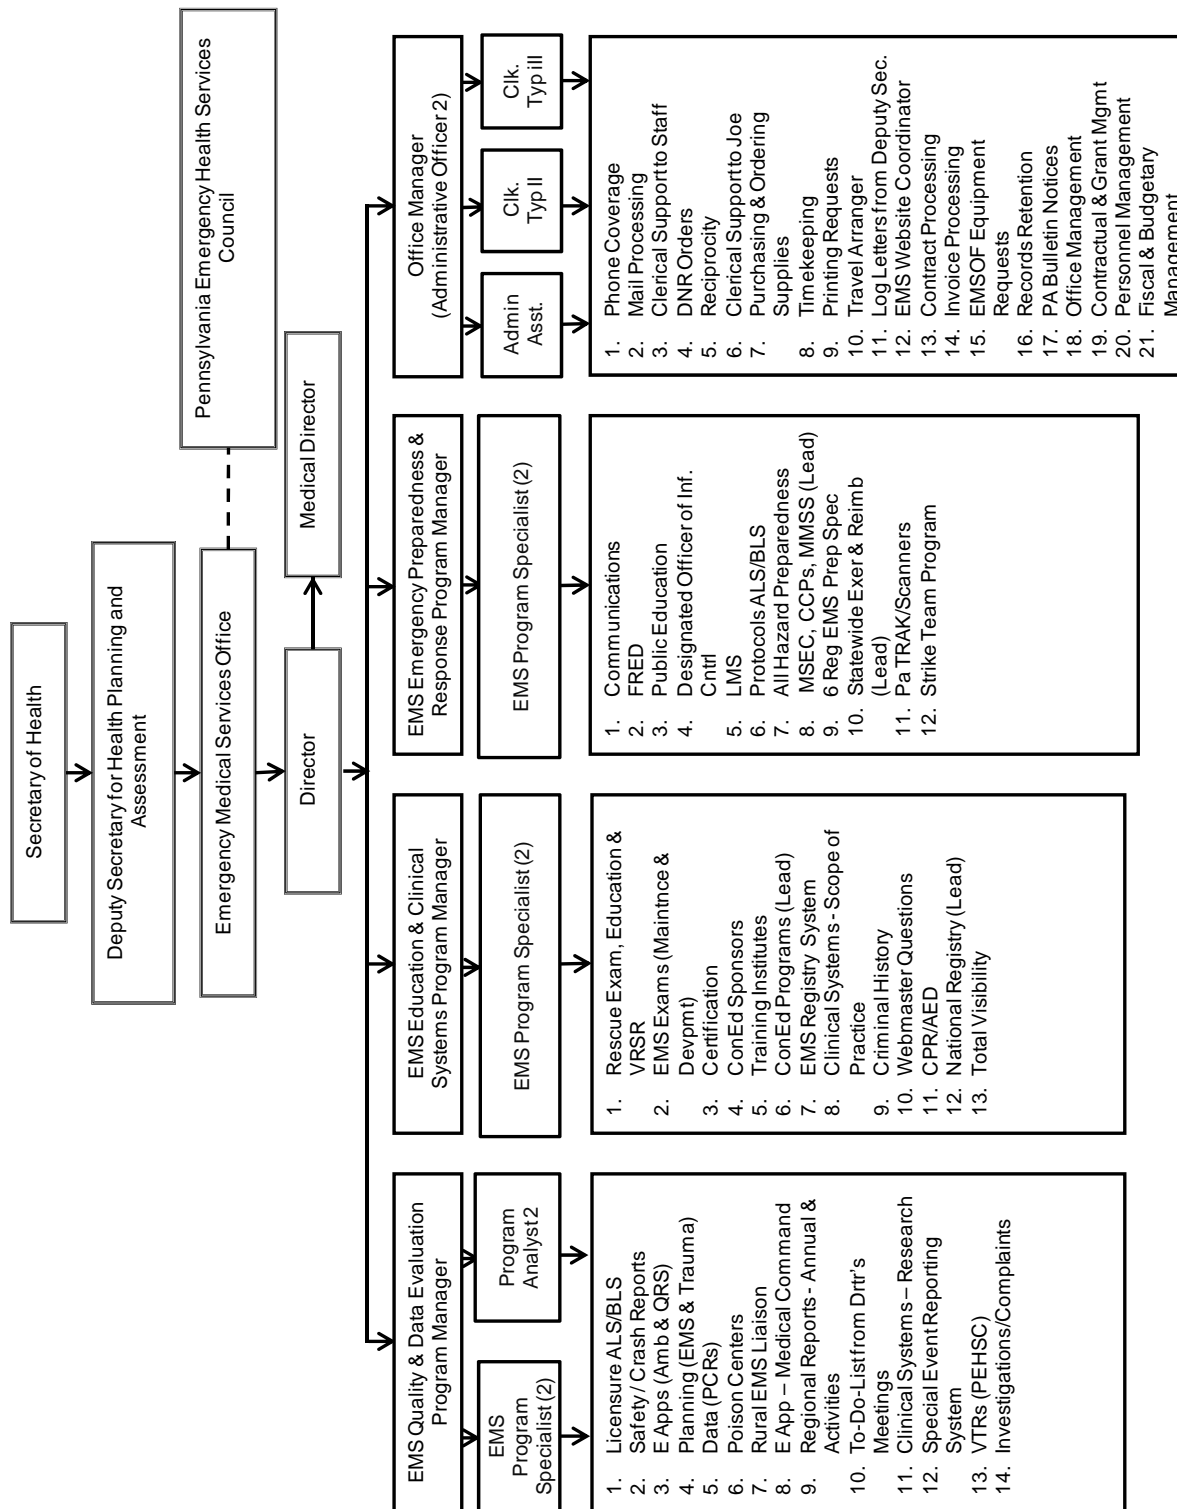 Secretary of Health
Deputy Secretary for Health Planning and
Assessment
Emergency Medical Services Office
Pennsylvania Emergency Health Services
Council
Director
Medical Director
EMS Quality & Data Evaluation
Program Manager
EMS
Program
Specialist (2)
Program
Analyst 2
1. Licensure ALS/BLS
2. Safety / Crash Reports
3. E Apps (Amb & QRS)
4. Planning (EMS & Trauma)
5. Data (PCRs)
6. Poison Centers
7. Rural EMS Liaison
8. E App – Medical Command
9. Regional Reports - Annual &
Activities
10. To-Do-List from Drtr's
Meetings
11. Clinical Systems – Research
12. Special Event Reporting
System
13. VTRs (PEHSC)
14. Investigations/Complaints
EMS Education & Clinical
Systems Program Manager
EMS Program Specialist (2)
1. Rescue Exam, Education &
VRSR
2. EMS Exams (Maintnce &
Devpmt)
3. Certification
4. ConEd Sponsors
5. Training Institutes
6. ConEd Programs (Lead)
7. EMS Registry System
8. Clinical Systems - Scope of
Practice
9. Criminal History
10. Webmaster Questions
11. CPR/AED
12. National Registry (Lead)
13. Total Visibility
EMS Emergency Preparedness &
Response Program Manager
EMS Program Specialist (2)
1. Communications
2. FRED
3. Public Education
4. Designated Officer of Inf.
Cntrl
5. LMS
6. Protocols ALS/BLS
7. All Hazard Preparedness
8. MSEC, CCPs, MMSS (Lead)
9. 6 Reg EMS Prep Spec
10. Statewide Exer & Reimb
(Lead)
11. Pa TRAK/Scanners
12. Strike Team Program
Office Manager
(Administrative Officer 2)
Admin
Asst.
Clk.
Typ II
Clk.
Typ ill
1. Phone Coverage
2. Mail Processing
3. Clerical Support to Staff
4. DNR Orders
5. Reciprocity
6. Clerical Support to Joe
7. Purchasing & Ordering
Supplies
8. Timekeeping
9. Printing Requests
10. Travel Arranger
11. Log Letters from Deputy Sec.
12. EMS Website Coordinator
13. Contract Processing
14. Invoice Processing
15. EMSOF Equipment
Requests
16. Records Retention
17. PA Bulletin Notices
18. Office Management
19. Contractual & Grant Mgmt
20. Personnel Management
21. Fiscal & Budgetary
Management